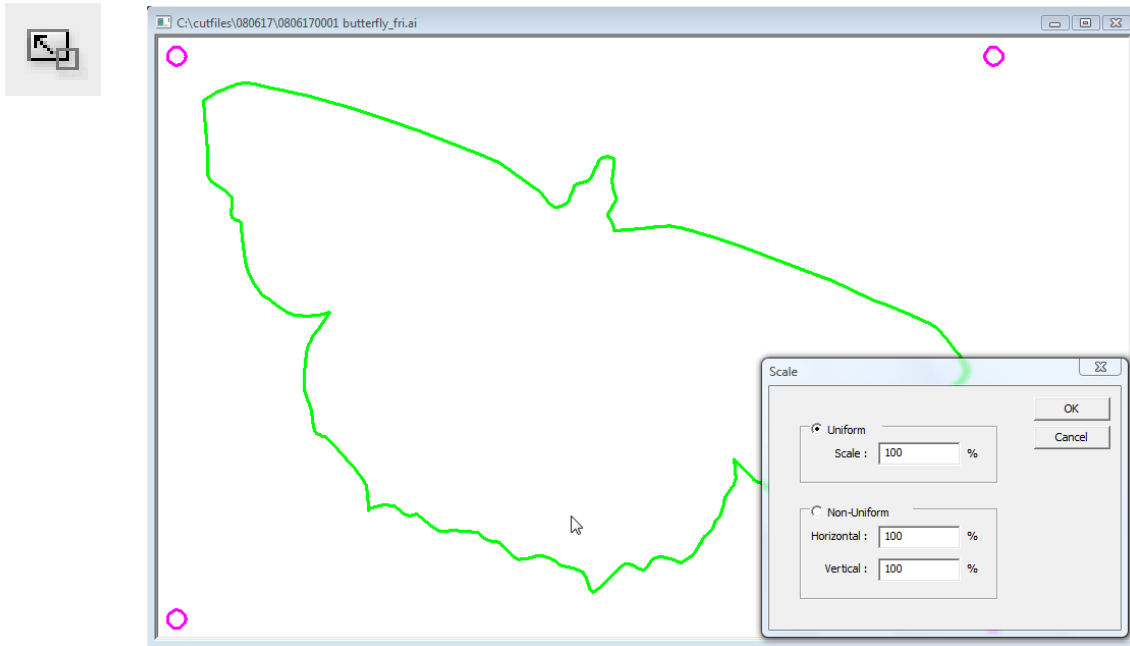 C:\cutfiles\080617\0806170001 butterfly_fri.ai
Scale
OK
Cancel
Uniform
Scale : 100 %
Non-Uniform
Horizontal : 100 %
Vertical : 100 %